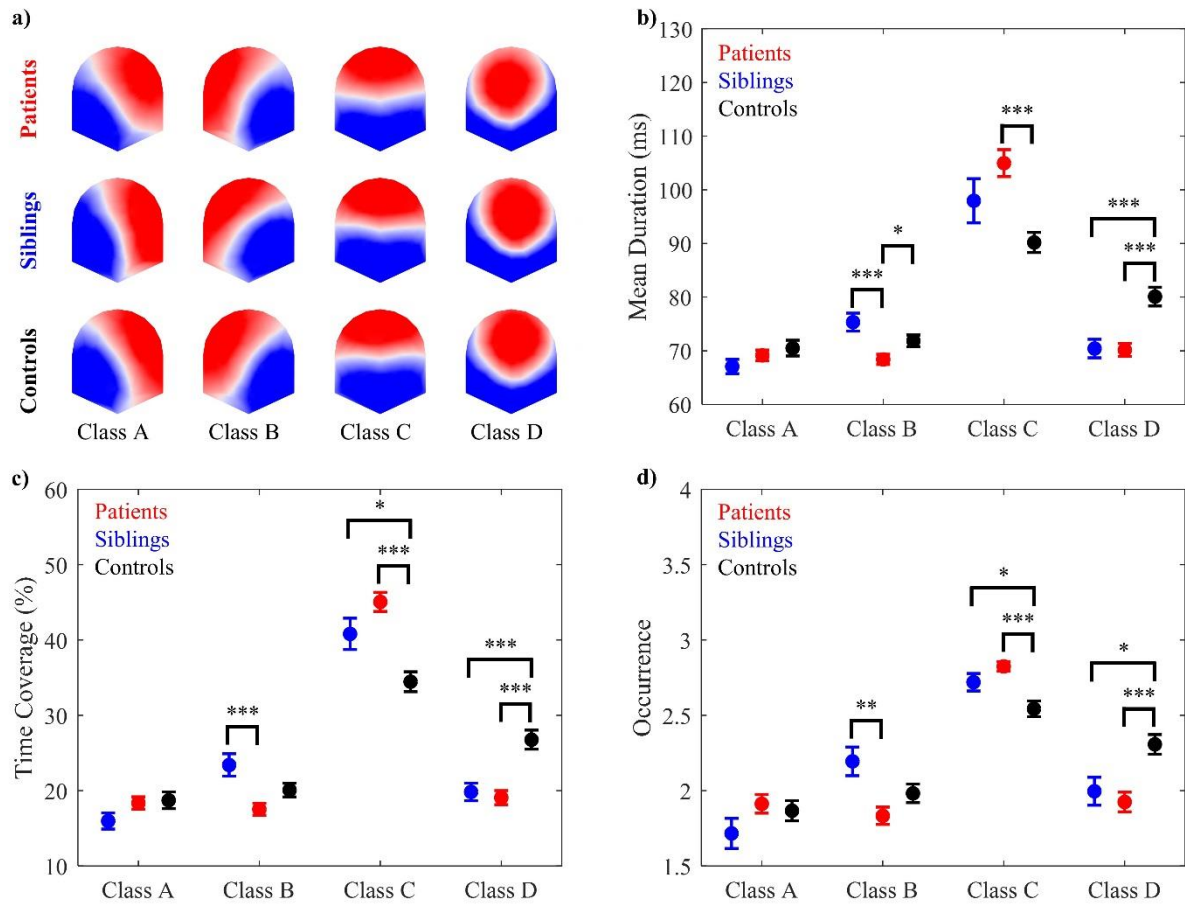 a)
Patients
Siblings
Controls
Class A Class B Class C Class D
b)
Mean Duration (ms)
130
120
110
100
90
80
70
60
Patients
Siblings
Controls
***
*
***
***
***
Class A Class B Class C Class D
c)
Time Coverage (%)
60
50
40
30
20
10
Patients
Siblings
Controls
***
*
***
***
***
Class A Class B Class C Class D
d)
Occurrence
4
3.5
3
2.5
2
1.5
Patients
Siblings
Controls
**
*
***
*
***
Class A Class B Class C Class D